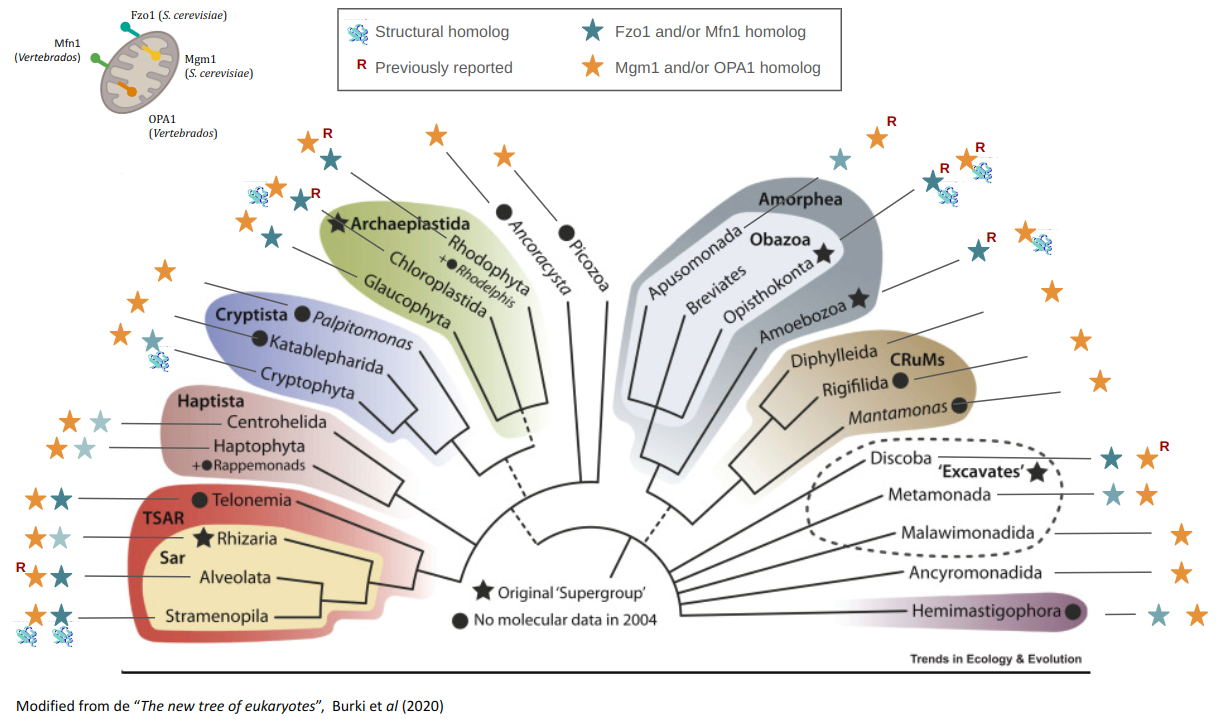 Fzo1 (S. cerevisiae)
Mfn1
(Vertebrados)
Mgm1
(S. cerevisiae)
OPA1
(Vertebrados)
Structural homolog
Fzo1 and/or Mfn1 homolog
R Previously reported
Mgm1 and/or OPA1 homolog
R
R
Archaeplastida
Rhodophyta
+ Rhodelphis
Chloroplastida
Glaucophyta
Ancoracysta
Picozoa
Cryptista
Palpitomonas
Katablepharida
Cryptophyta
Haptista
Centrohelida
Haptophyta
+ Rappemonads
Telonemia
TSAR
Rhizaria
Sar
R
Alveolata
Stramenopila
R
R
R
R
Amorphea
Obazoa
Apusomonada
Breviates
Opisthokonta
Amoebozoa
Diphylleida
CRuMs
Rigifilida
Mantamonas
Discoba
R
'Excavates'
Metamonada
Malawimonadida
Ancyromonadida
Hemimastigophora
Original 'Supergroup'
No molecular data in 2004
Trends in Ecology & Evolution
Modified from de “The new tree of eukaryotes”, Burki et al (2020)